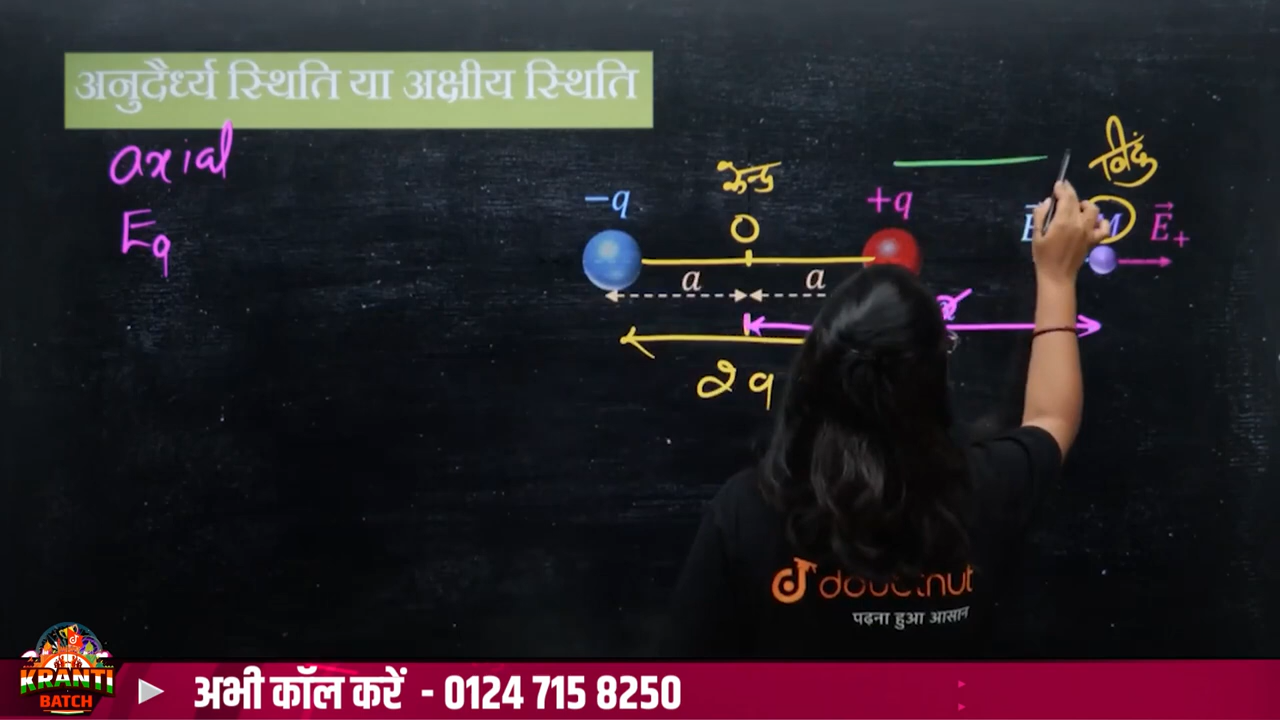 अनुदैर्ध्य स्थिति या अक्षीय स्थिति
axial
Eq
केन्द्र
बिंदु
-q
O
+q
M
E₊
a
a
2a
doubtnut
पढ़ना हुआ आसान
KRANTI
BATCH
अभी कॉल करें - 0124 715 8250